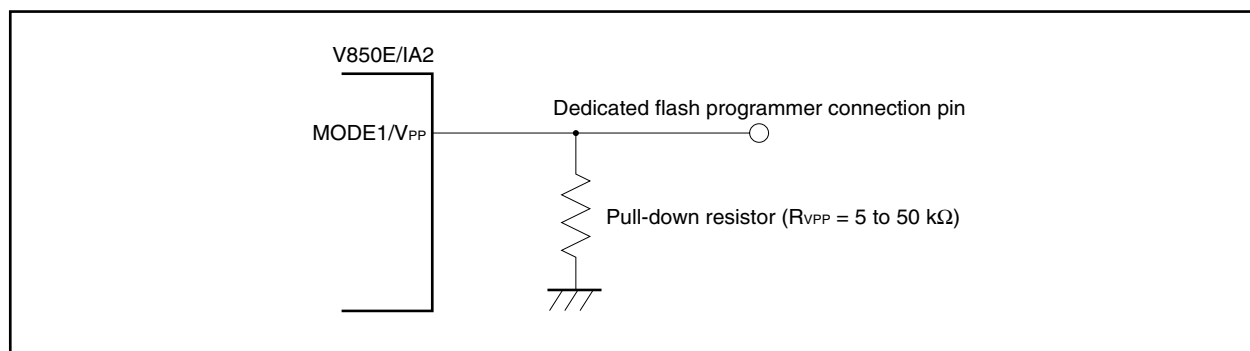 V850E/IA2
Dedicated flash programmer connection pin
MODE1/VPP
Pull-down resistor (RVPP = 5 to 50 kΩ)